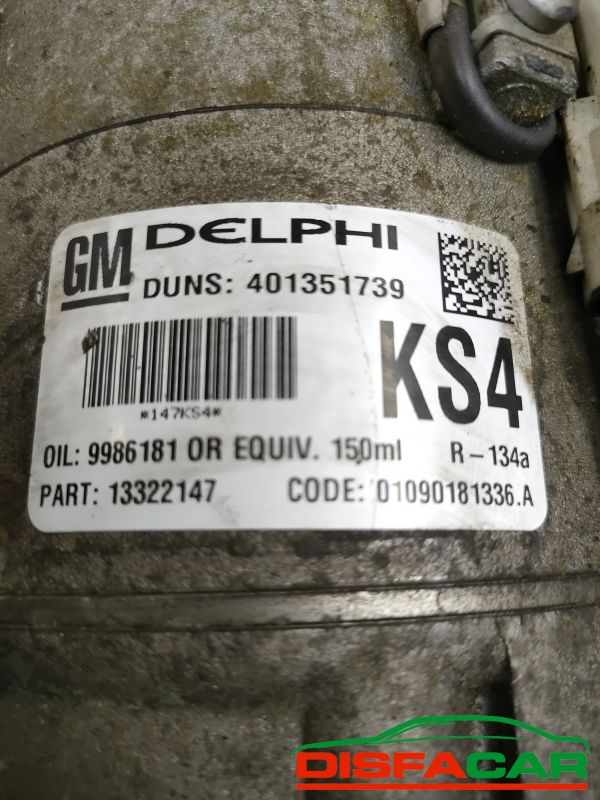 GM DELPHI
DUNS: 401351739
*147KS4*
KS4
OIL: 9986181 OR EQUIV. 150ml R-134a
PART: 13322147 CODE: 01090181336.A
DISFACAR